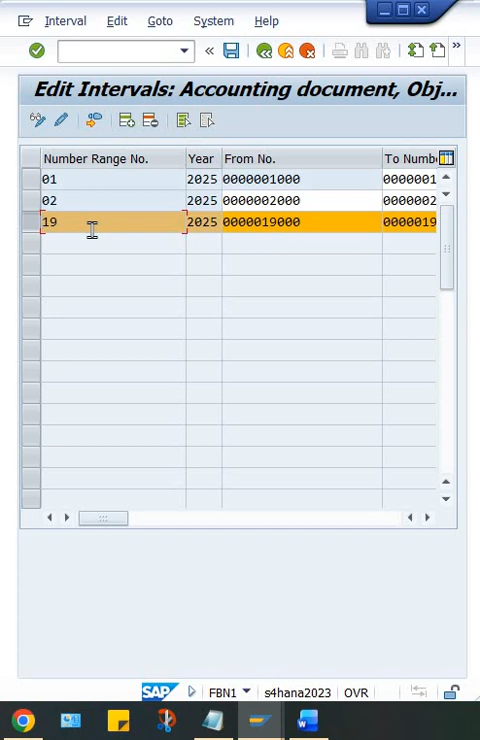 Interval Edit Goto System Help
Edit Intervals: Accounting document, Obj...
Number Range No. Year From No. To Numb
01 2025 0000001000 0000001
02 2025 0000002000 0000002
19 2025 0000019000 0000019
SAP FBN1 s4hana2023 OVR